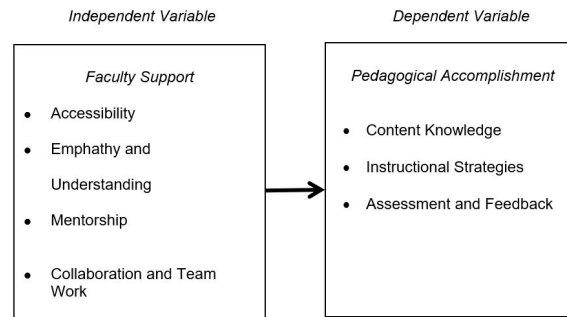 Independent Variable
Dependent Variable
Faculty Support
• Accessibility
• Emphathy and
Understanding
• Mentorship
• Collaboration and Team
Work
Pedagogical Accomplishment
• Content Knowledge
• Instructional Strategies
• Assessment and Feedback